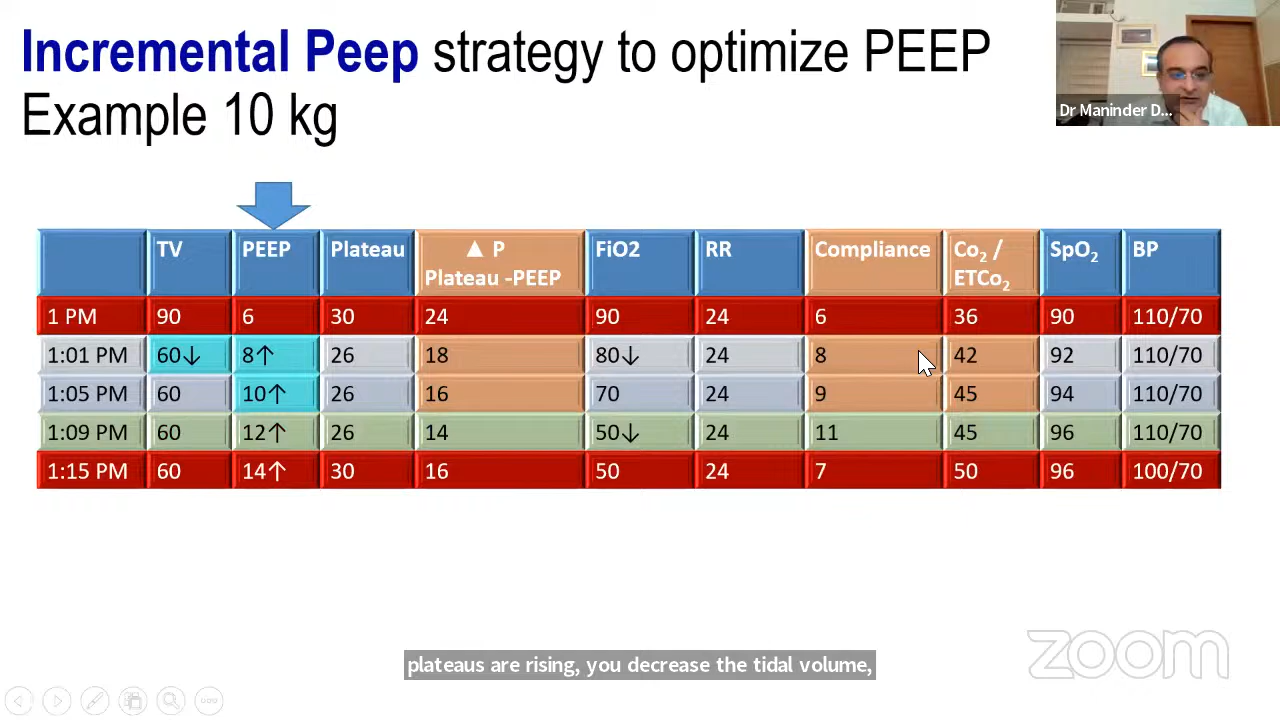 Incremental Peep strategy to optimize PEEP
Example 10 kg
Dr Maninder D...
TV PEEP Plateau ▲ P Plateau -PEEP FiO2 RR Compliance Co₂ / ETCo₂ SpO₂ BP
1 PM 90 6 30 24 90 24 6 36 90 110/70
1:01 PM 60↓ 8↑ 26 18 80↓ 24 8 42 92 110/70
1:05 PM 60 10↑ 26 16 70 24 9 45 94 110/70
1:09 PM 60 12↑ 26 14 50↓ 24 11 45 96 110/70
1:15 PM 60 14↑ 30 16 50 24 7 50 96 100/70
plateaus are rising, you decrease the tidal volume,
zoom